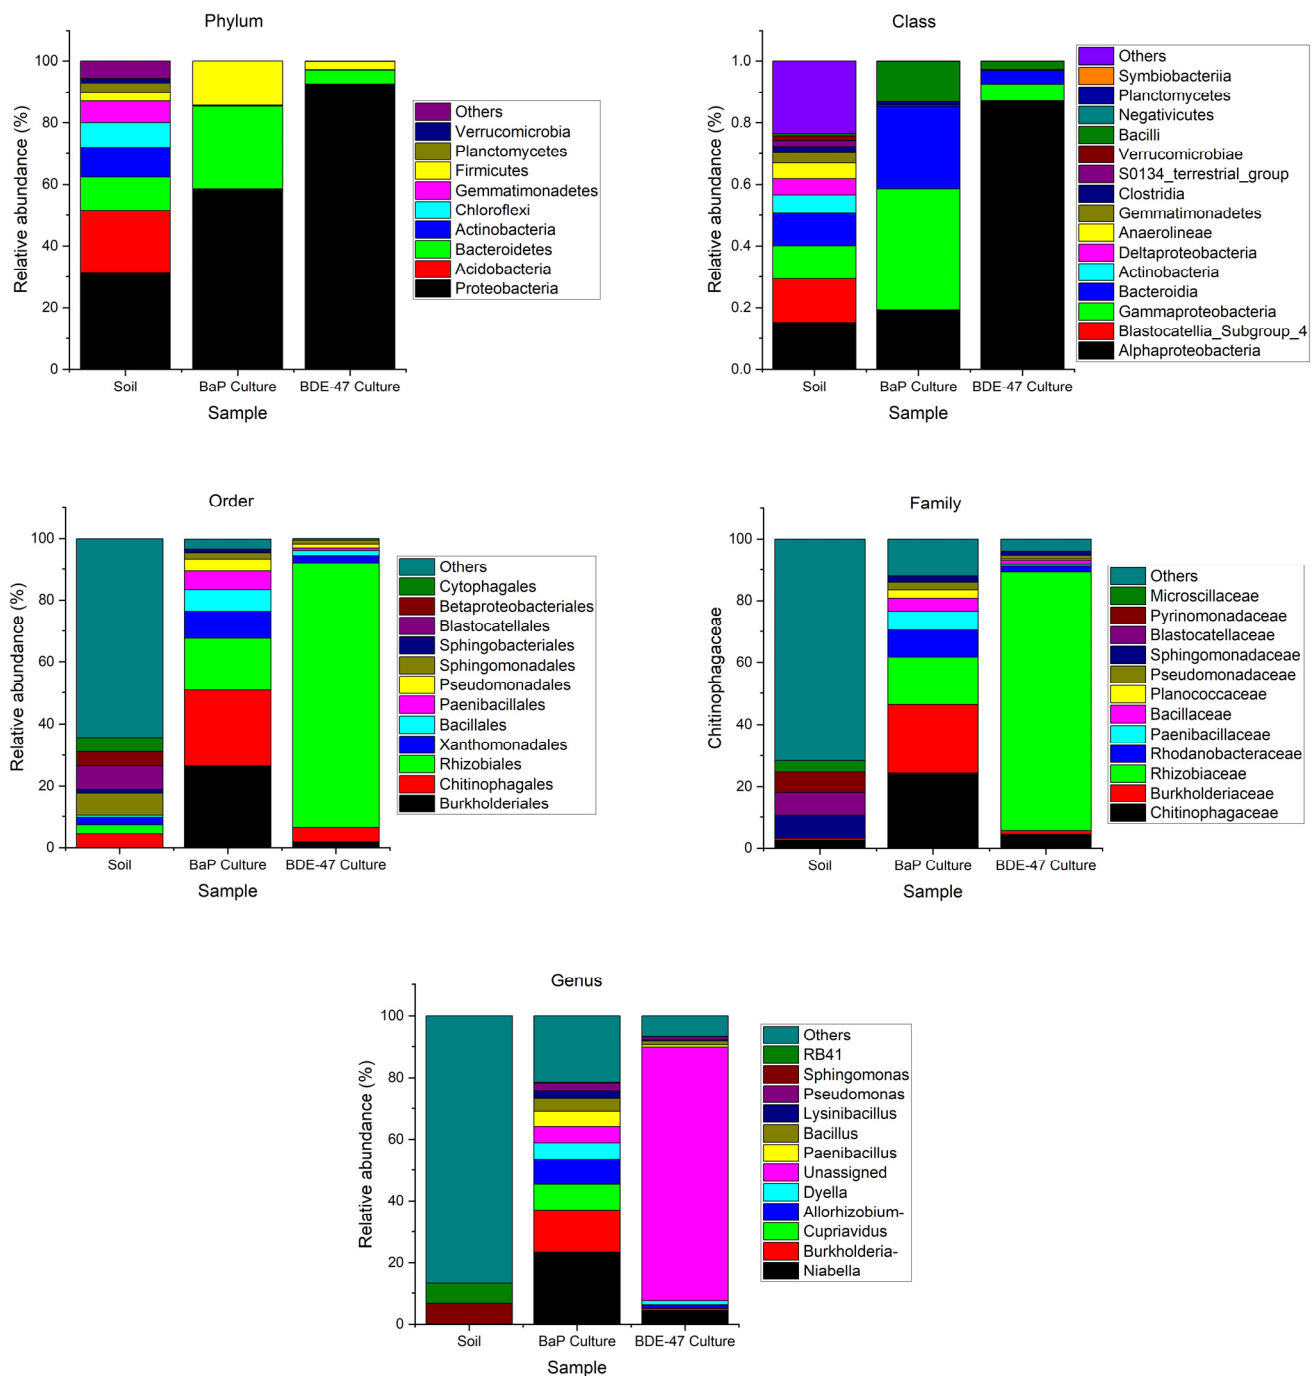 Phylum
Relative abundance (%)
100
80
60
40
20
0
Soil
BaP Culture
BDE-47 Culture
Sample
Others
Verrucomicrobia
Planctomycetes
Firmicutes
Gemmatimonadetes
Chloroflexi
Actinobacteria
Bacteroidetes
Acidobacteria
Proteobacteria
Class
Relative abundance (%)
1.0
0.8
0.6
0.4
0.2
0.0
Soil
BaP Culture
BDE-47 Culture
Sample
Others
Symbiobacteriia
Planctomycetes
Negativicutes
Bacilli
Verrucomicrobiae
S0134_terrestrial_group
Clostridia
Gemmatimonadetes
Anaerolineae
Deltaproteobacteria
Actinobacteria
Bacteroidia
Gammaproteobacteria
Blastocatellia_Subgroup_4
Alphaproteobacteria
Order
Relative abundance (%)
100
80
60
40
20
0
Soil
BaP Culture
BDE-47 Culture
Sample
Others
Cytophagales
Betaproteobacteriales
Blastocatellales
Sphingobacteriales
Sphingomonadales
Pseudomonadales
Paenibacillales
Bacillales
Xanthomonadales
Rhizobiales
Chitinophagales
Burkholderiales
Family
Chitinophagaceae
100
80
60
40
20
0
Soil
BaP Culture
BDE-47 Culture
Sample
Others
Microscillaceae
Pyrinomonadaceae
Blastocatellaceae
Sphingomonadaceae
Pseudomonadaceae
Planococcaceae
Bacillaceae
Paenibacillaceae
Rhodanobacteraceae
Rhizobiaceae
Burkholderiaceae
Chitinophagaceae
Genus
Relative abundance (%)
100
80
60
40
20
0
Soil
BaP Culture
BDE-47 Culture
Sample
Others
RB41
Sphingomonas
Pseudomonas
Lysinibacillus
Bacillus
Paenibacillus
Unassigned
Dyella
Allorhizobium-
Cupriavidus
Burkholderia-
Niabella